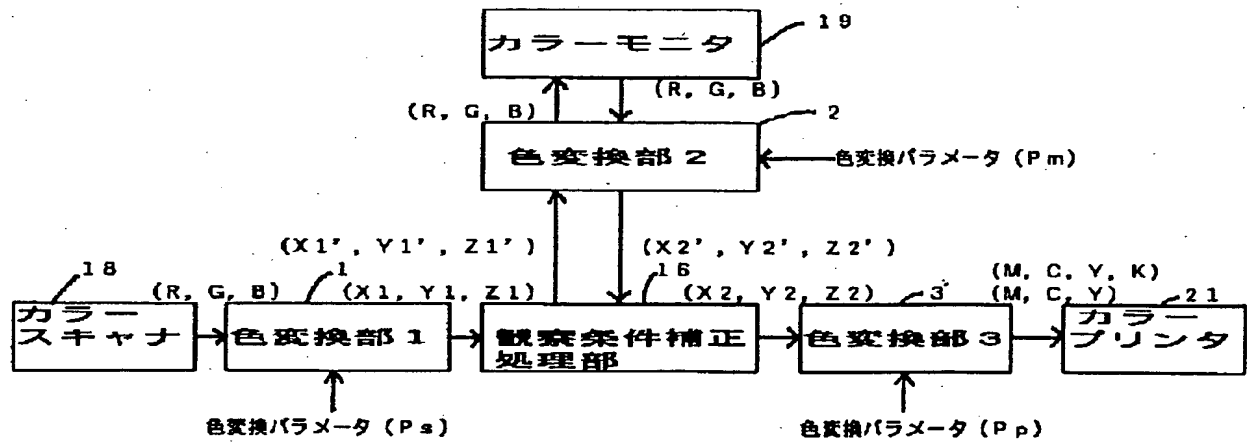 カラーモニタ
19
(R, G, B)
(R, G, B)
2
色変換部2
色変換パラメータ(Pm)
(X1', Y1', Z1')
(X2', Y2', Z2')
18
(R, G, B)
1
(X1, Y1, Z1)
16
(X2, Y2, Z2)
3
(M, C, Y, K)
(M, C, Y)
21
カラー
スキャナ
色変換部1
観察条件補正
処理部
色変換部3
カラー
プリンタ
色変換パラメータ(Ps)
色変換パラメータ(Pp)